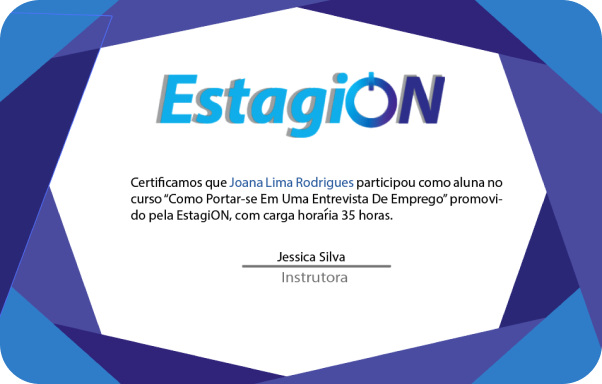 EstagiON
Certificamos que Joana Lima Rodrigues participou como aluna no
curso “Como Portar-se Em Uma Entrevista De Emprego” promovi-
do pela EstagiON, com carga horaŕia 35 horas.
Jessica Silva
Instrutora